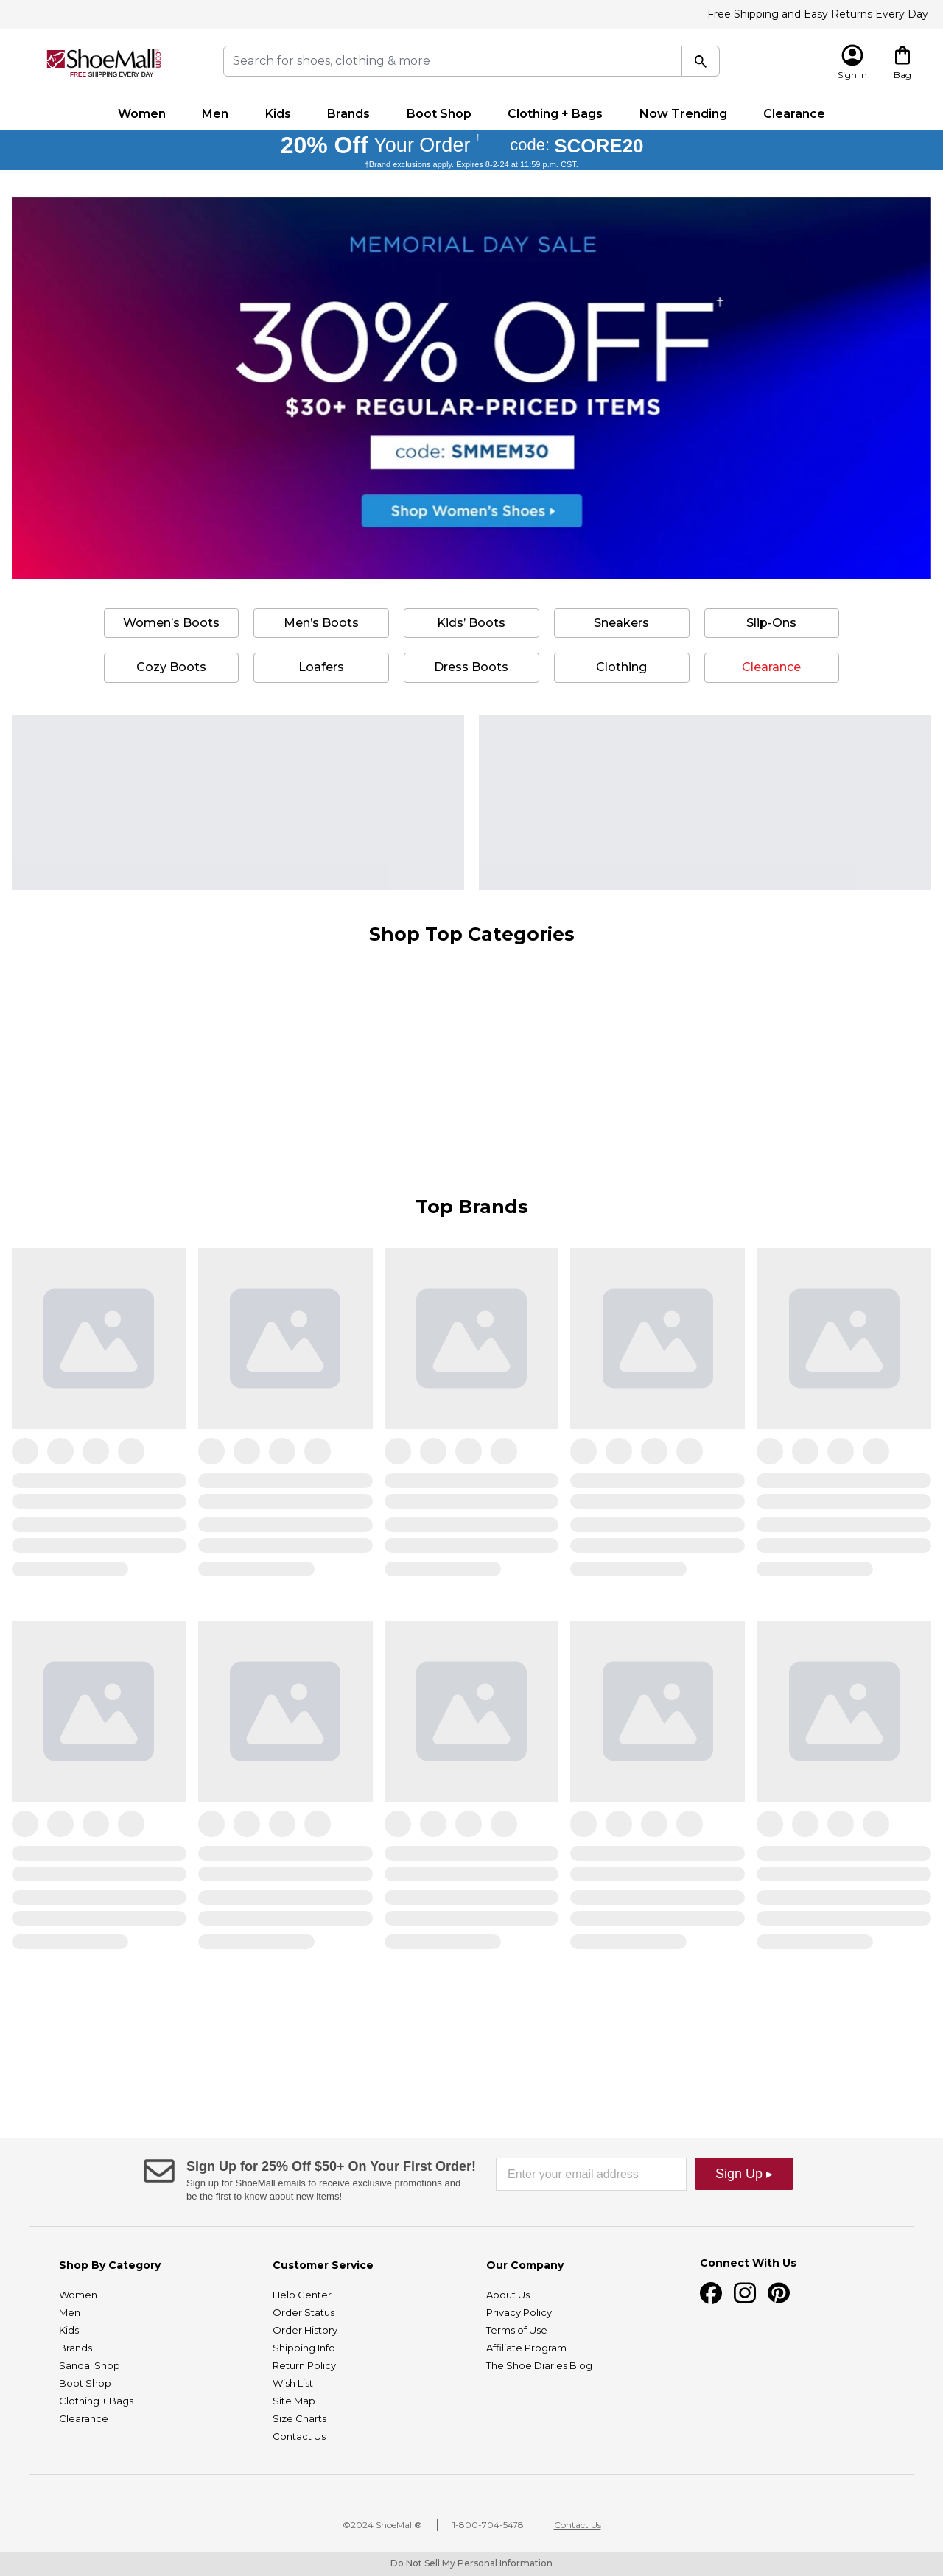 Free Shipping and Easy Returns Every Day
ShoeMall.com
FREE SHIPPING EVERY DAY
Search for shoes, clothing & more
Sign In
Bag
Women Men Kids Brands Boot Shop Clothing + Bags Now Trending Clearance
20% Off Your Order † code: SCORE20
†Brand exclusions apply. Expires 8-2-24 at 11:59 p.m. CST.
MEMORIAL DAY SALE
30% OFF†
$30+ REGULAR-PRICED ITEMS
code: SMMEM30
Shop Women's Shoes ▸
Women's Boots Men's Boots Kids' Boots Sneakers Slip-Ons
Cozy Boots Loafers Dress Boots Clothing Clearance
Shop Top Categories
Top Brands
Sign Up for 25% Off $50+ On Your First Order!
Sign up for ShoeMall emails to receive exclusive promotions and
be the first to know about new items!
Enter your email address
Sign Up ▸
Shop By Category
Women
Men
Kids
Brands
Sandal Shop
Boot Shop
Clothing + Bags
Clearance
Customer Service
Help Center
Order Status
Order History
Shipping Info
Return Policy
Wish List
Site Map
Size Charts
Contact Us
Our Company
About Us
Privacy Policy
Terms of Use
Affiliate Program
The Shoe Diaries Blog
Connect With Us
©2024 ShoeMall® 1-800-704-5478 Contact Us
Do Not Sell My Personal Information